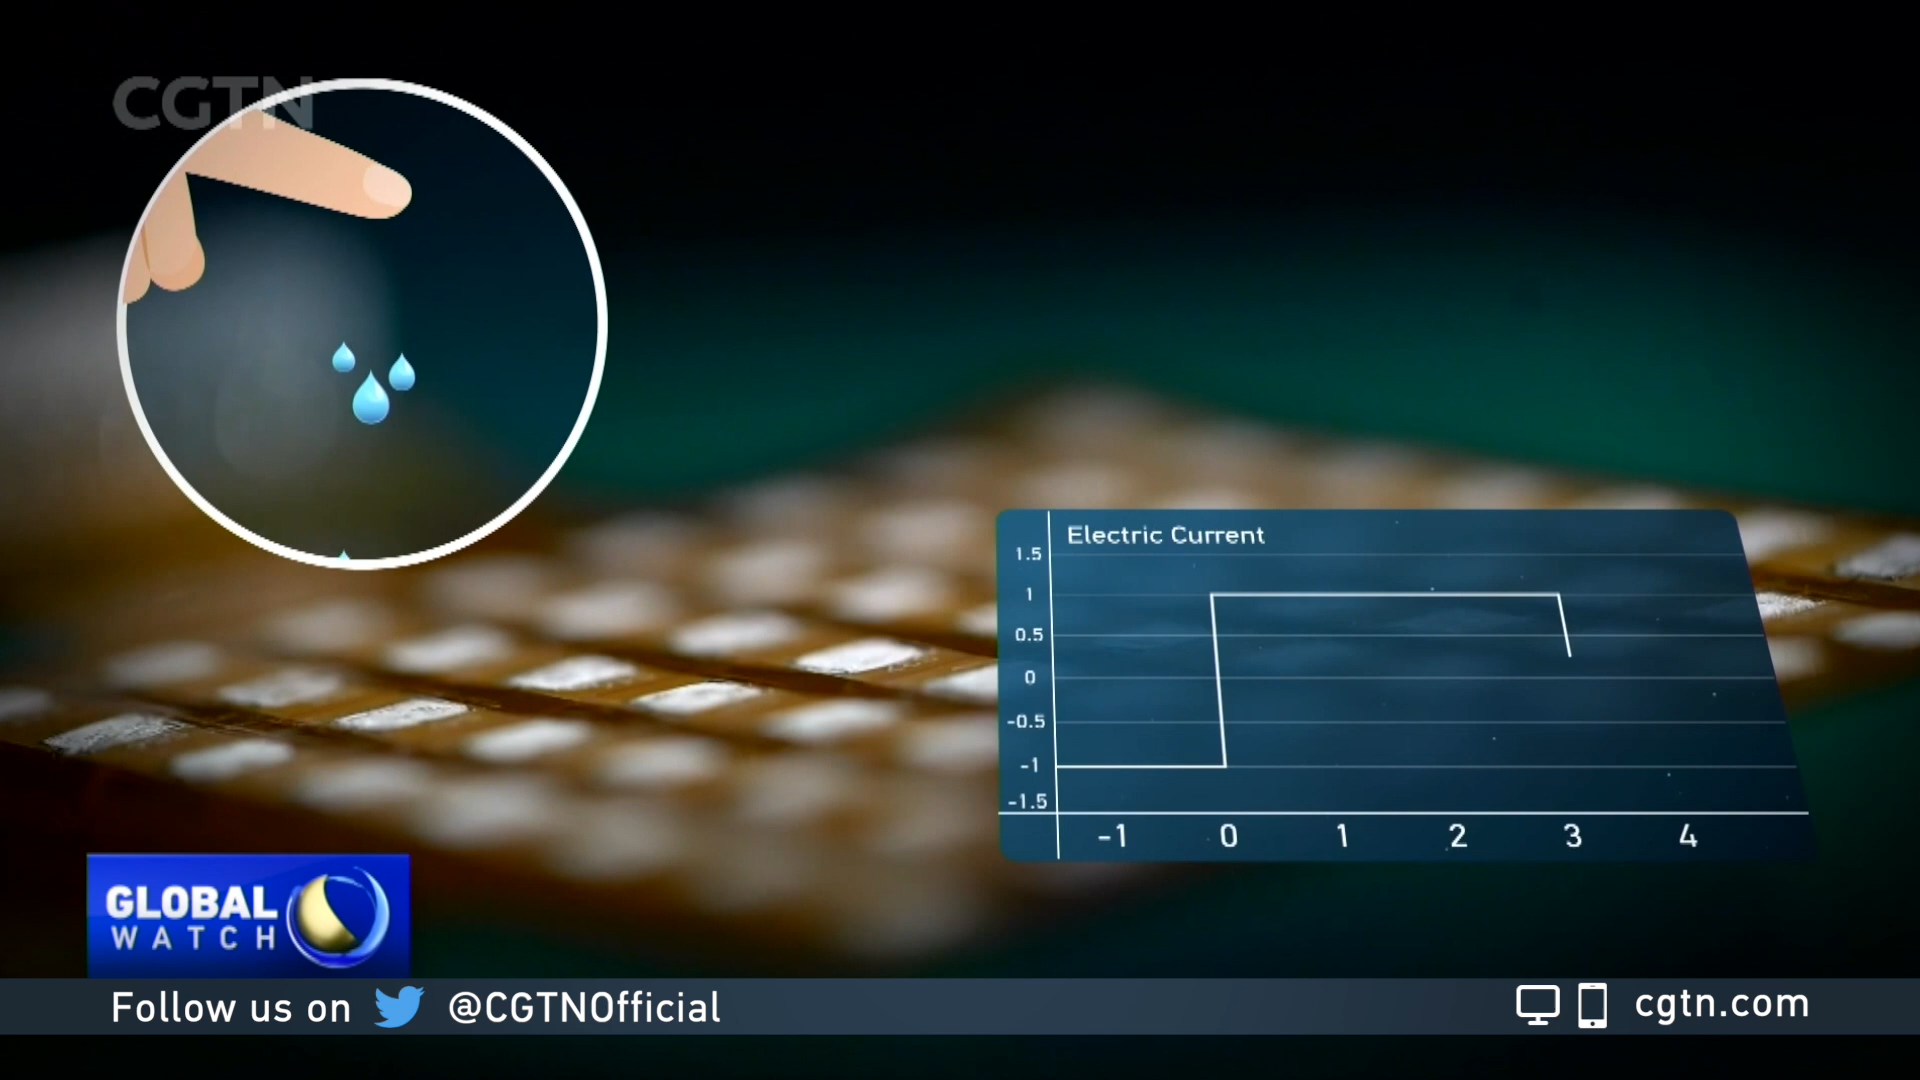 CGTN
Electric Current
1.5
1
0.5
0
-0.5
-1
-1.5
-1 0 1 2 3 4
GLOBAL
WATCH
Follow us on @CGTNOfficial
cgtn.com